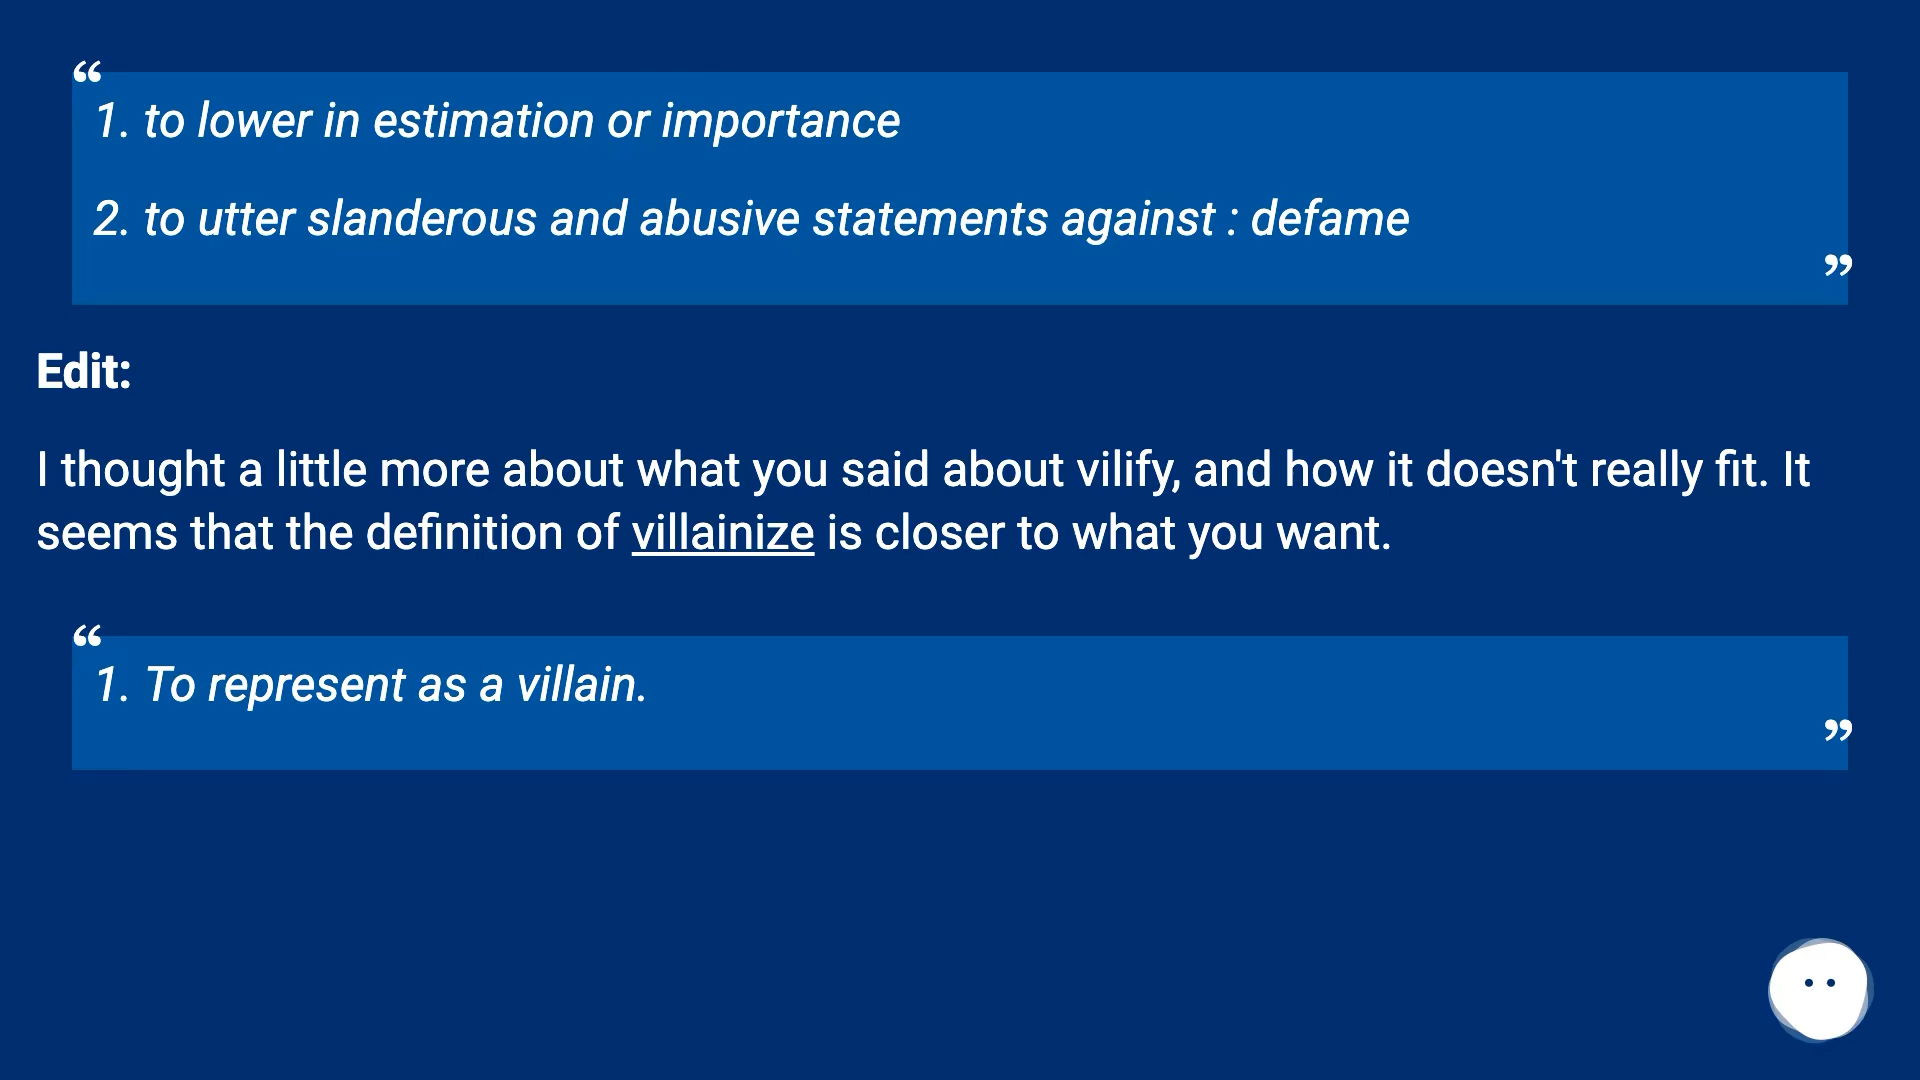 “
1. to lower in estimation or importance
2. to utter slanderous and abusive statements against : defame
”
Edit:
I thought a little more about what you said about vilify, and how it doesn't really fit. It
seems that the definition of villainize is closer to what you want.
“
1. To represent as a villain.
”